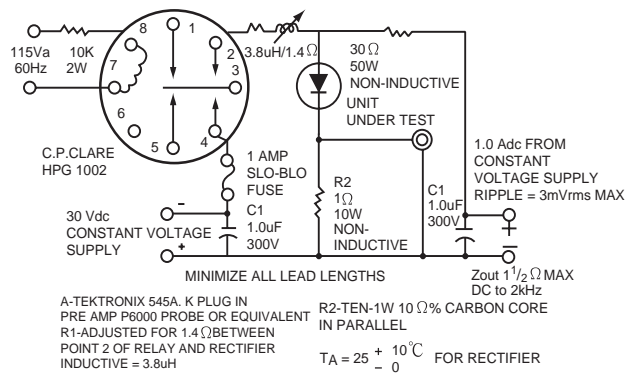 115Va
60Hz
10K
2W
8
1
7
2
3
6
5
4
C.P.CLARE
HPG 1002
3.8uH/1.4 Ω
30 Ω
50W
NON-INDUCTIVE
UNIT
UNDER TEST
1 AMP
SLO-BLO
FUSE
R2
1Ω
10W
NON-
INDUCTIVE
C1
1.0uF
300V
1.0 Adc FROM
CONSTANT
VOLTAGE SUPPLY
RIPPLE = 3mVrms MAX
+
−
30 Vdc
CONSTANT VOLTAGE
SUPPLY
−
+
C1
1.0uF
300V
MINIMIZE ALL LEAD LENGTHS
Zout 1 1/2 Ω MAX
DC to 2kHz
A-TEKTRONIX 545A. K PLUG IN
PRE AMP P6000 PROBE OR EQUIVALENT
R1-ADJUSTED FOR 1.4 Ω BETWEEN
POINT 2 OF RELAY AND RECTIFIER
INDUCTIVE = 3.8uH
R2-TEN-1W 10 Ω% CARBON CORE
IN PARALLEL
TA = 25 + 10℃ FOR RECTIFIER
− 0